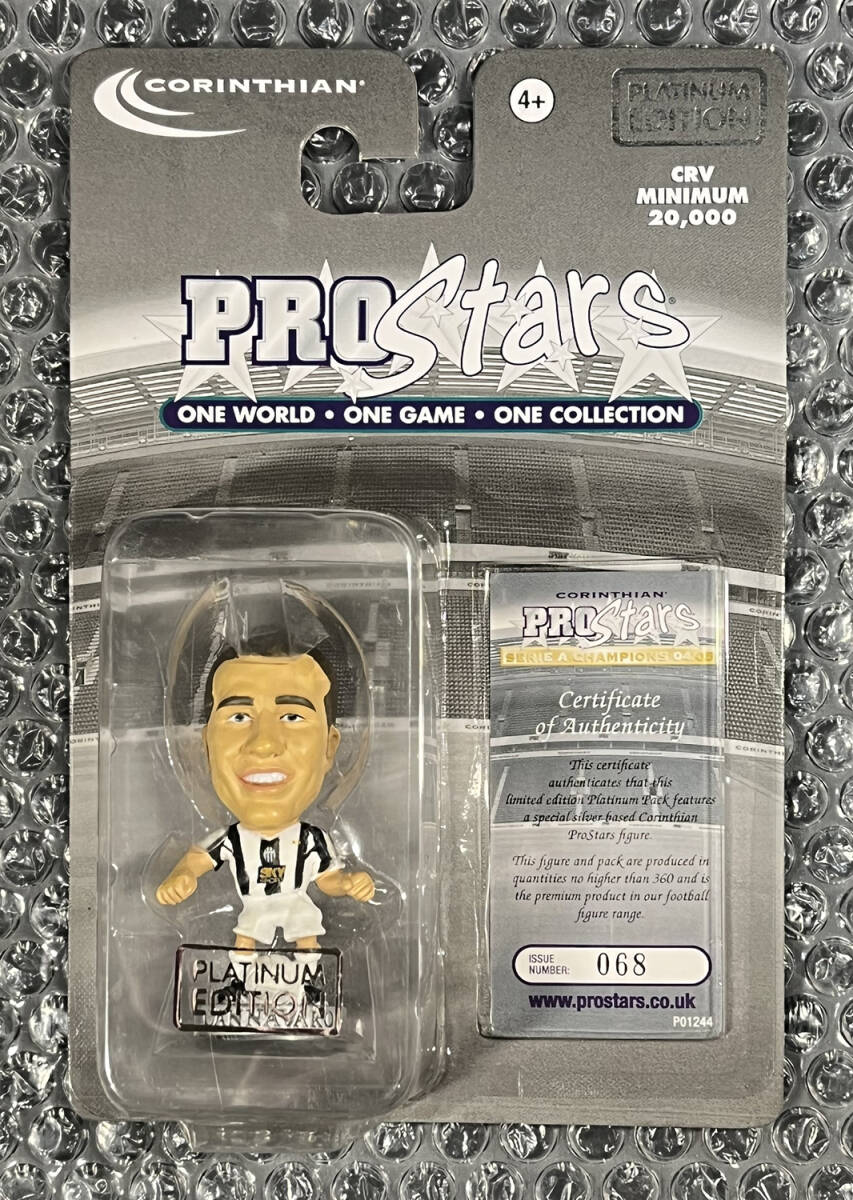 CORINTHIAN
4+
PLATINUM
EDITION
CRV
MINIMUM
20,000
PROStars
ONE WORLD • ONE GAME • ONE COLLECTION
CORINTHIAN
PROStars
SERIE A CHAMPIONS 04/05
Certificate
of Authenticity
This certificate
authenticates that this
limited edition Platinum Pack features
a special silver based Corinthian
ProStars figure.
This figure and pack are produced in
quantities no higher than 360 and is
the premium product in our football
figure range.
ISSUE
NUMBER: 068
www.prostars.co.uk
P01244
SKY
SPORT
PLATINUM
EDITION
CANNAVARO